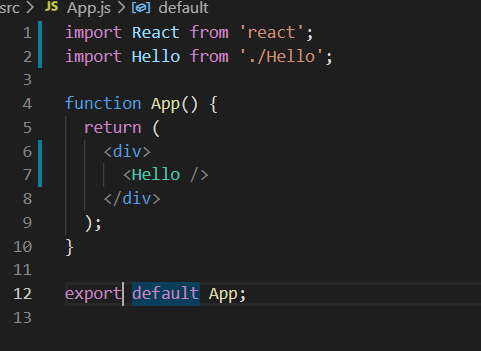 src > JS App.js > default
1 import React from 'react';
2 import Hello from './Hello';
3
4 function App() {
5   return (
6     <div>
7       <Hello />
8     </div>
9   );
10 }
11
12 export default App;
13